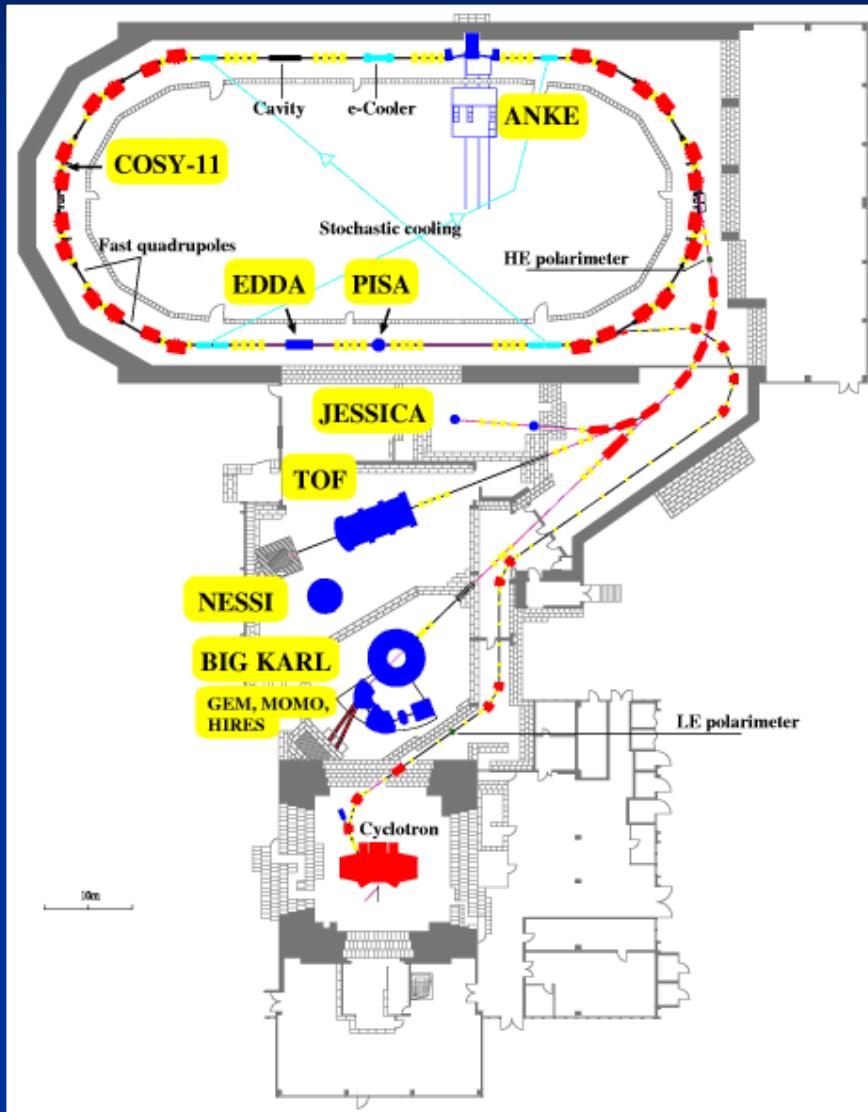 Cavity
e-Cooler
ANKE
COSY-11
Stochastic cooling
Fast quadrupoles
HE polarimeter
EDDA
PISA
JESSICA
TOF
NESSI
BIG KARL
GEM, MOMO,
HIRES
LE polarimeter
Cyclotron
10m